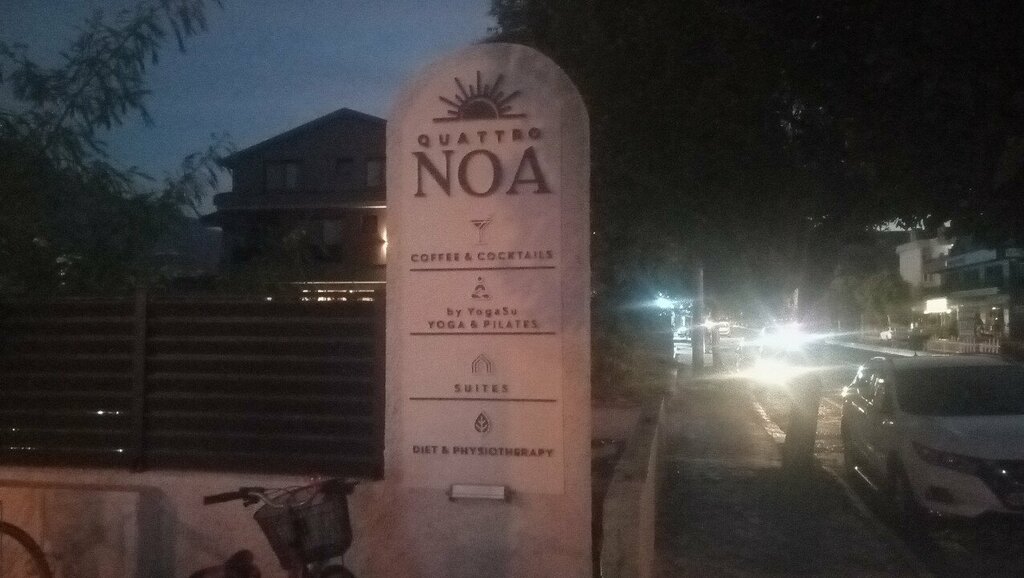 QUATTRO
NOA
COFFEE & COCKTAILS
by YogaSu
YOGA & PILATES
SUITES
DIET & PHYSIOTHERAPY